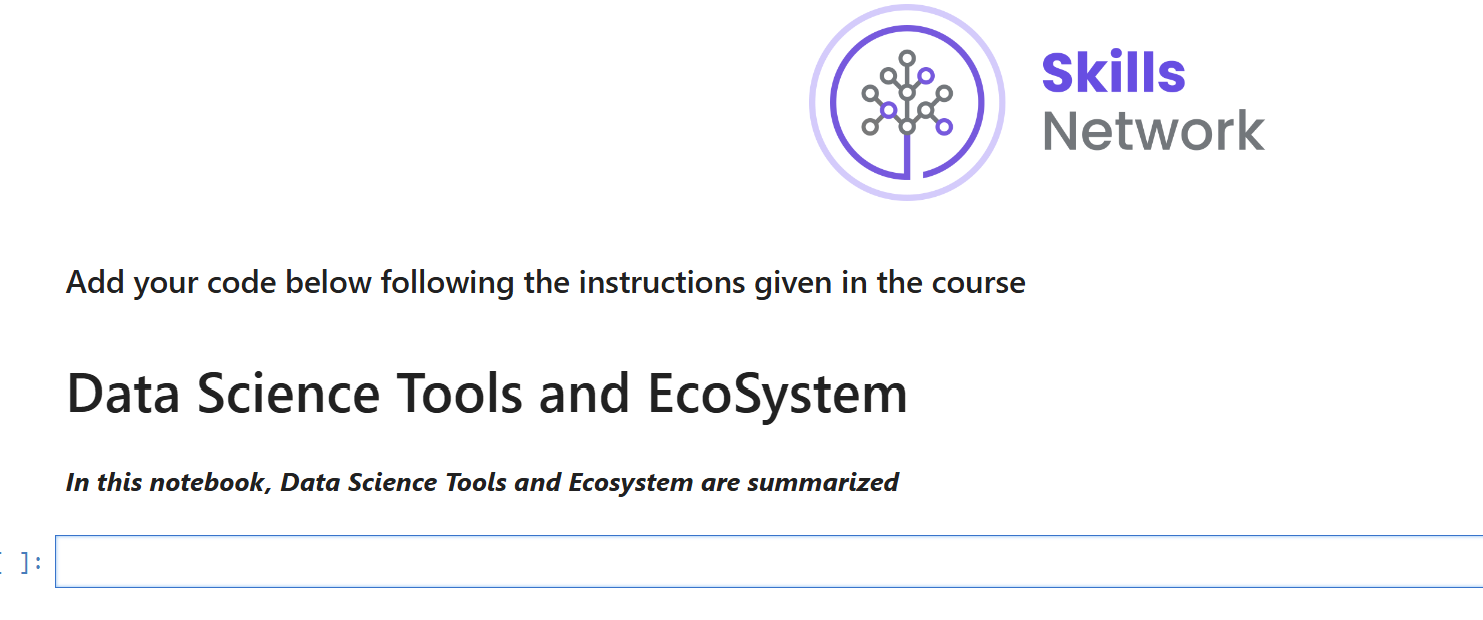 Skills
Network
Add your code below following the instructions given in the course
Data Science Tools and EcoSystem
In this notebook, Data Science Tools and Ecosystem are summarized
[ ]: